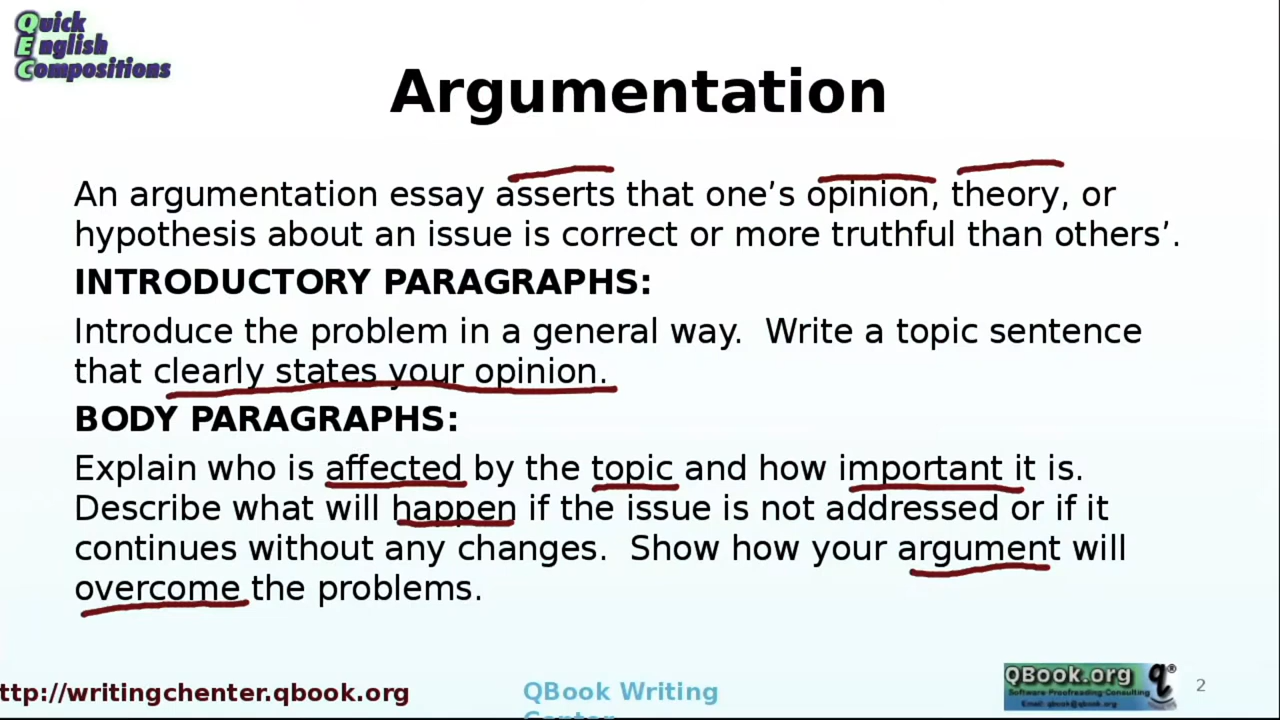 Quick
English
Compositions
Argumentation
An argumentation essay asserts that one’s opinion, theory, or
hypothesis about an issue is correct or more truthful than others’.
INTRODUCTORY PARAGRAPHS:
Introduce the problem in a general way.  Write a topic sentence
that clearly states your opinion.
BODY PARAGRAPHS:
Explain who is affected by the topic and how important it is.
Describe what will happen if the issue is not addressed or if it
continues without any changes.  Show how your argument will
overcome the problems.
ttp://writingchenter.qbook.org
QBook Writing
Center
QBook.org q®
Software-Proofreading-Consulting
Email: qbook@qbook.org
2